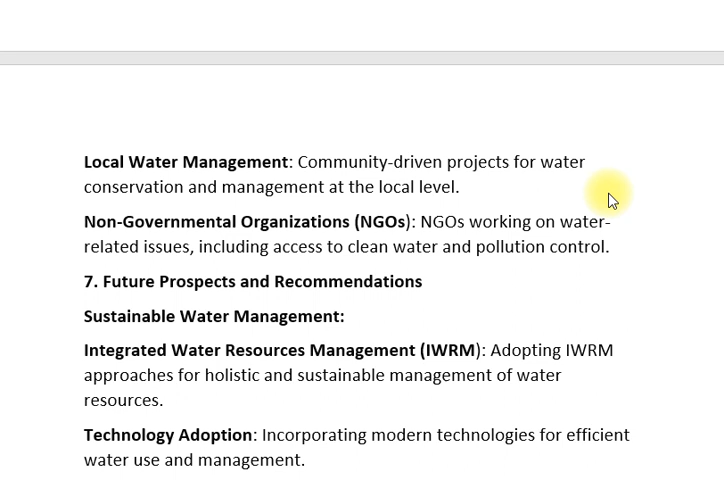 Local Water Management: Community-driven projects for water
conservation and management at the local level.
Non-Governmental Organizations (NGOs): NGOs working on water-
related issues, including access to clean water and pollution control.
7. Future Prospects and Recommendations
Sustainable Water Management:
Integrated Water Resources Management (IWRM): Adopting IWRM
approaches for holistic and sustainable management of water
resources.
Technology Adoption: Incorporating modern technologies for efficient
water use and management.